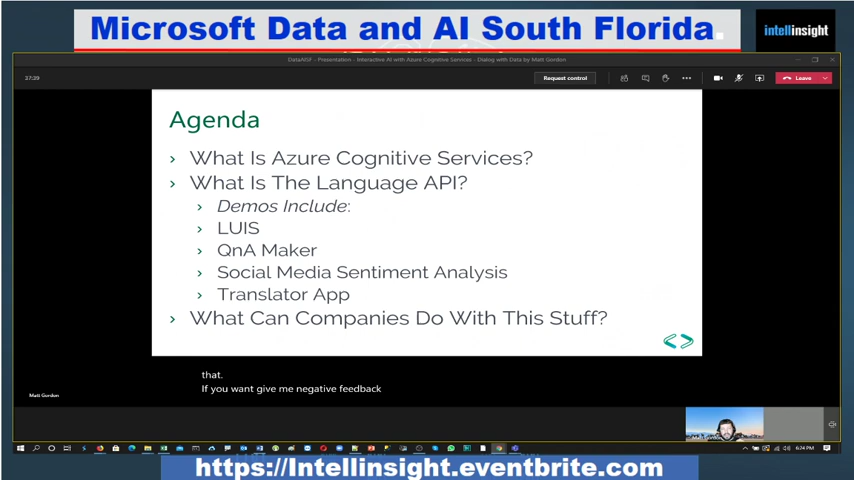 Microsoft Data and AI South Florida.
intellinsight
DataAISF - Presentation - Interactive AI with Azure Cognitive Services - Dialog with Data by Matt Gordon
27:39
Request control
Leave
Agenda
› What Is Azure Cognitive Services?
› What Is The Language API?
› Demos Include:
› LUIS
› QnA Maker
› Social Media Sentiment Analysis
› Translator App
› What Can Companies Do With This Stuff?
that.
If you want give me negative feedback
Matt Gordon
6:24 PM
https://Intellinsight.eventbrite.com